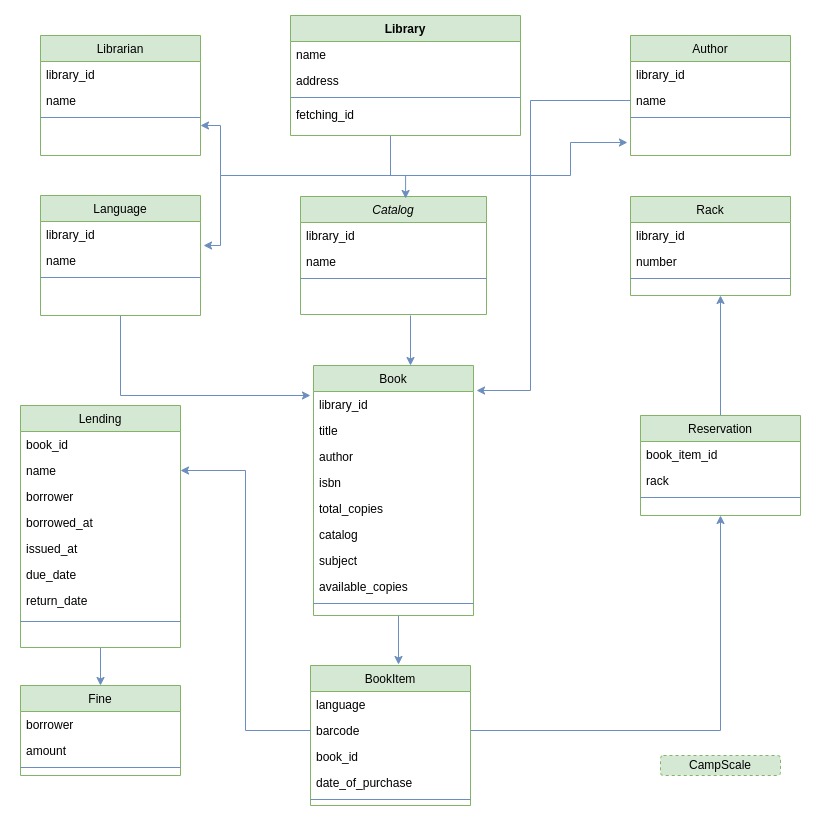 Library
name
address
fetching_id
Librarian
library_id
name
Author
library_id
name
Language
library_id
name
Catalog
library_id
name
Rack
library_id
number
Book
library_id
title
author
isbn
total_copies
catalog
subject
available_copies
Lending
book_id
name
borrower
borrowed_at
issued_at
due_date
return_date
Reservation
book_item_id
rack
Fine
borrower
amount
BookItem
language
barcode
book_id
date_of_purchase
CampScale